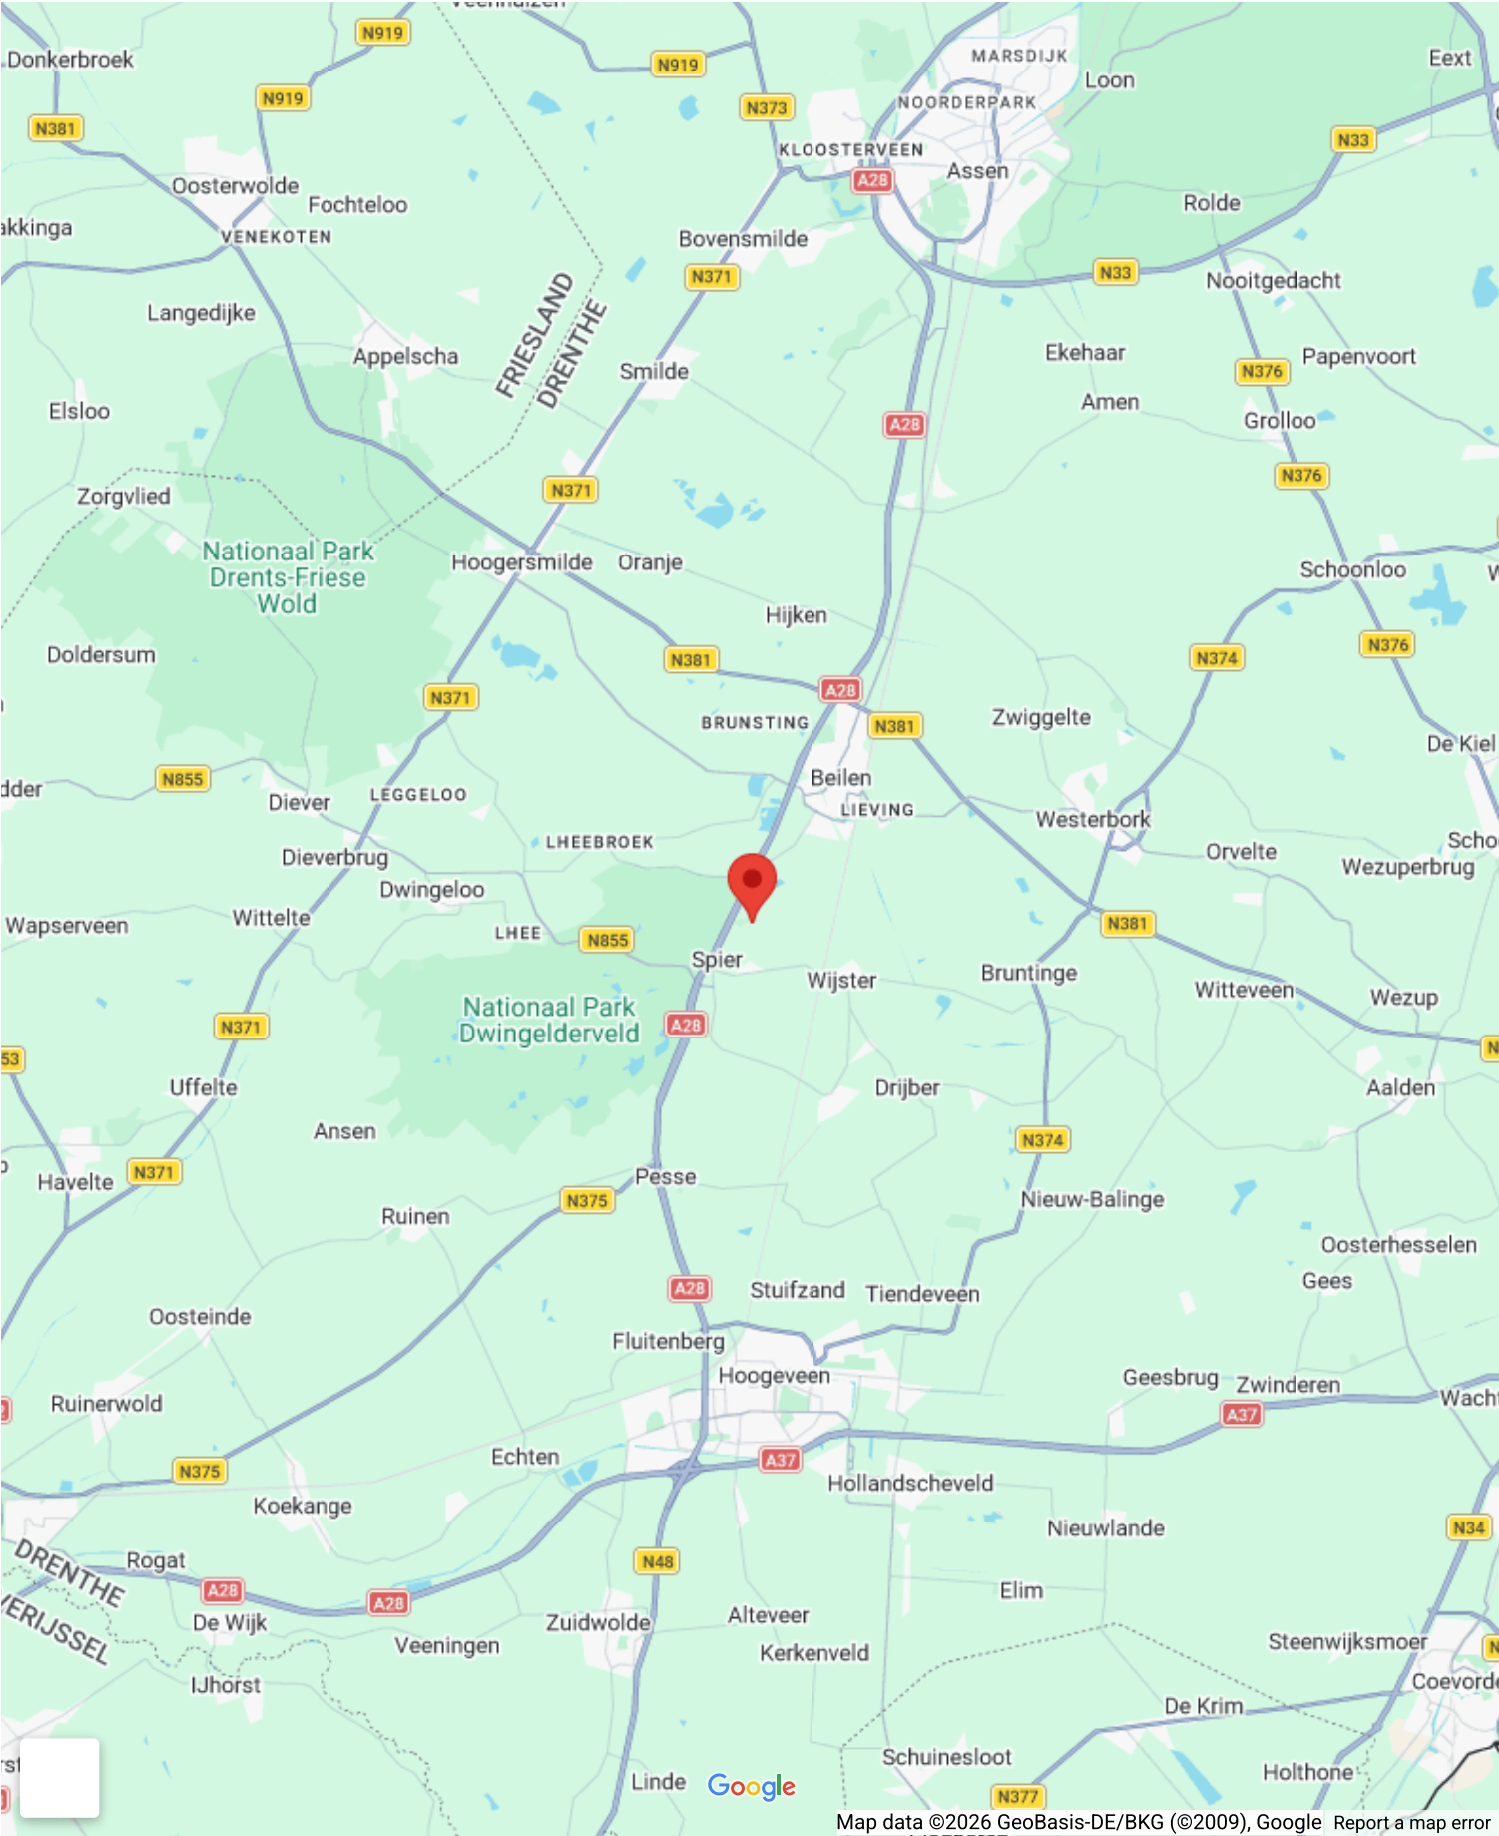 Donkerbroek
N919
N919
MARSDIJK
Eext
Loon
N919
N373
NOORDERPARK
N381
N33
KLOOSTERVEEN
Assen
A28
Oosterwolde
Fochteloo
Rolde
VENEKOTEN
Bovensmilde
N33
N371
Nooitgedacht
FRIESLAND
DRENTHE
Langedijke
Appelscha
Smilde
Ekehaar
Papenvoort
N376
Elsloo
Amen
Grolloo
A28
Zorgvlied
N371
N376
Nationaal Park
Drents-Friese
Wold
Hoogersmilde
Oranje
Schoonloo
Hijken
Doldersum
N381
N374
N376
N371
A28
BRUNSTING
N381
Zwiggelte
De Kiel
N855
Beilen
Diever
LEGGELOO
LIEVING
Westerbork
LHEEBROEK
Orvelte
Dieverbrug
Wezuperbrug
Dwingeloo
Wapserveen
Wittelte
LHEE
N855
N381
Spier
Wijster
Bruntinge
Witteveen
Wezup
Nationaal Park
Dwingelderveld
N371
A28
Uffelte
Drijber
Aalden
Ansen
N374
N371
Havelte
Pesse
N375
Nieuw-Balinge
Ruinen
Oosterhesselen
Gees
A28
Stuifzand
Tiendeveen
Oosteinde
Fluitenberg
Hoogeveen
Geesbrug
Zwinderen
Ruinerwold
A37
Echten
A37
N375
Hollandscheveld
Koekange
Nieuwlande
N34
DRENTHE
Rogat
N48
A28
A28
Elim
De Wijk
Zuidwolde
Alteveer
Veeningen
Kerkenveld
Steenwijksmoer
IJhorst
De Krim
Schuinesloot
Holthone
Linde
Google
N377
Map data ©2026 GeoBasis-DE/BKG (©2009), Google
Report a map error